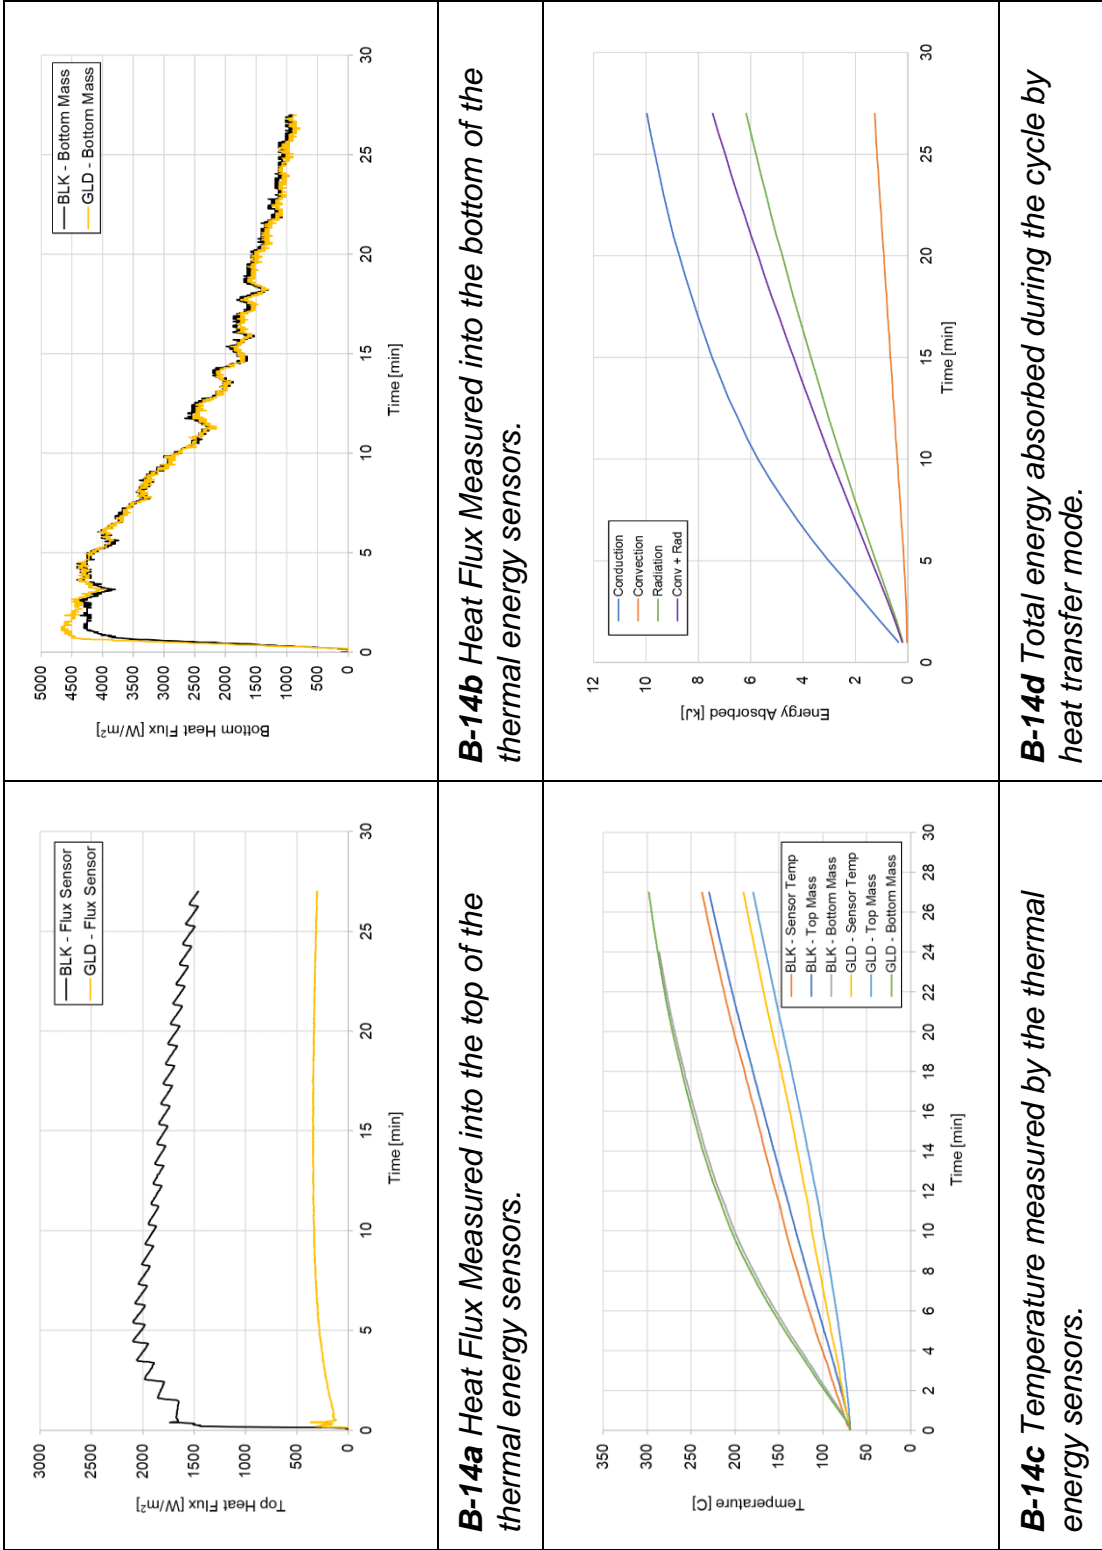 3000
2500
2000
1500
1000
500
0
Top Heat Flux [W/m²]
0
5
10
15
20
25
30
Time [min]
BLK - Flux Sensor
GLD - Flux Sensor
B-14a Heat Flux Measured into the top of the
thermal energy sensors.
5000
4500
4000
3500
3000
2500
2000
1500
1000
500
0
Bottom Heat Flux [W/m²]
0
5
10
15
20
25
30
Time [min]
BLK - Bottom Mass
GLD - Bottom Mass
B-14b Heat Flux Measured into the bottom of the
thermal energy sensors.
350
300
250
200
150
100
50
0
Temperature [C]
0
2
4
6
8
10
12
14
16
18
20
22
24
26
28
30
Time [min]
BLK - Sensor Temp
BLK - Top Mass
BLK - Bottom Mass
GLD - Sensor Temp
GLD - Top Mass
GLD - Bottom Mass
B-14c Temperature measured by the thermal
energy sensors.
12
10
8
6
4
2
0
Energy Absorbed [kJ]
0
5
10
15
20
25
30
Time [min]
Conduction
Convection
Radiation
Conv + Rad
B-14d Total energy absorbed during the cycle by
heat transfer mode.